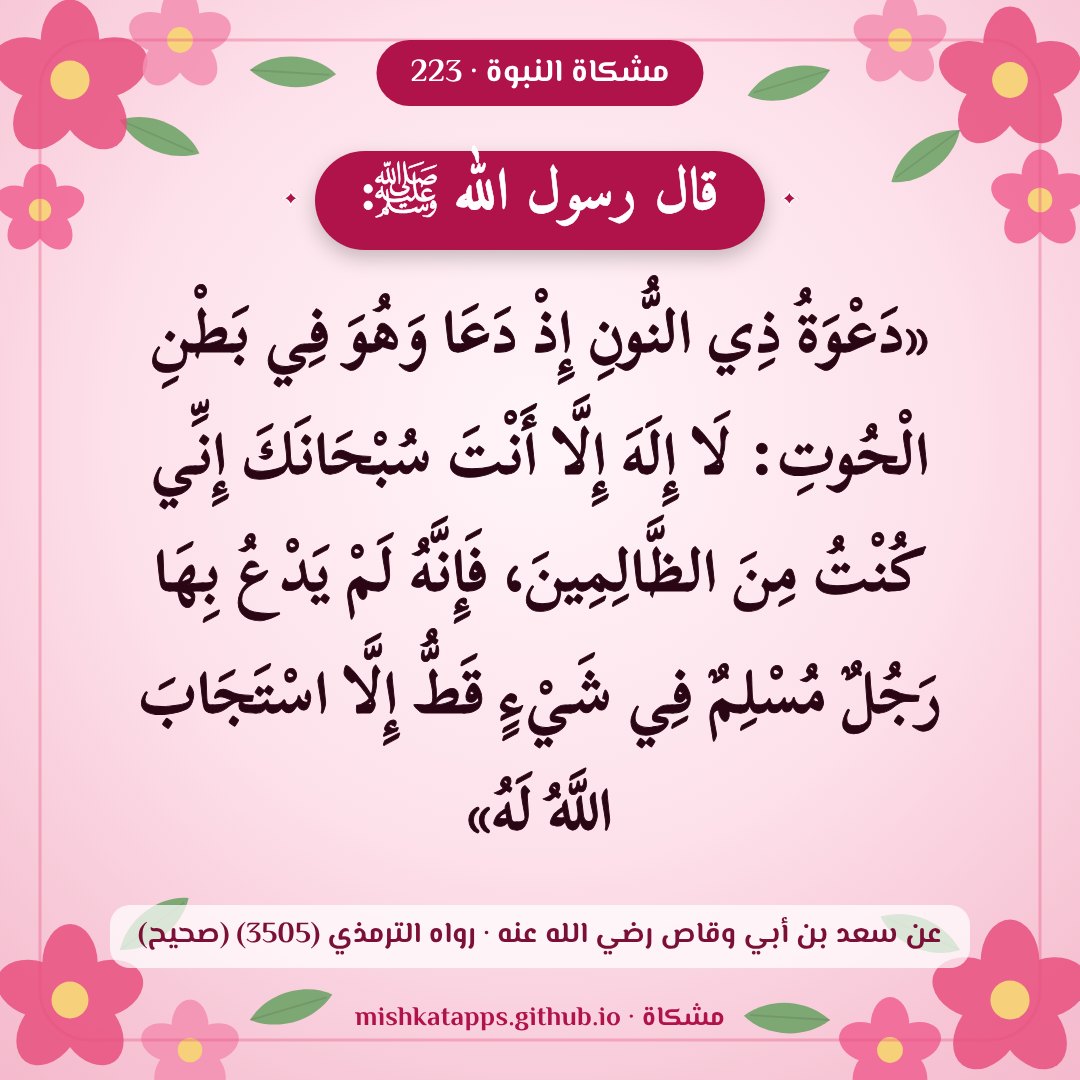 مشكاة النبوة · 223
قال رسول الله ﷺ:
«دَعْوَةُ ذِي النُّونِ إِذْ دَعَا وَهُوَ فِي بَطْنِ
الْحُوتِ: لَا إِلَهَ إِلَّا أَنْتَ سُبْحَانَكَ إِنِّي
كُنْتُ مِنَ الظَّالِمِينَ، فَإِنَّهُ لَمْ يَدْعُ بِهَا
رَجُلٌ مُسْلِمٌ فِي شَيْءٍ قَطُّ إِلَّا اسْتَجَابَ
اللَّهُ لَهُ»
عن سعد بن أبي وقاص رضي الله عنه · رواه الترمذي (3505) (صحيح)
مشكاة · mishkatapps.github.io